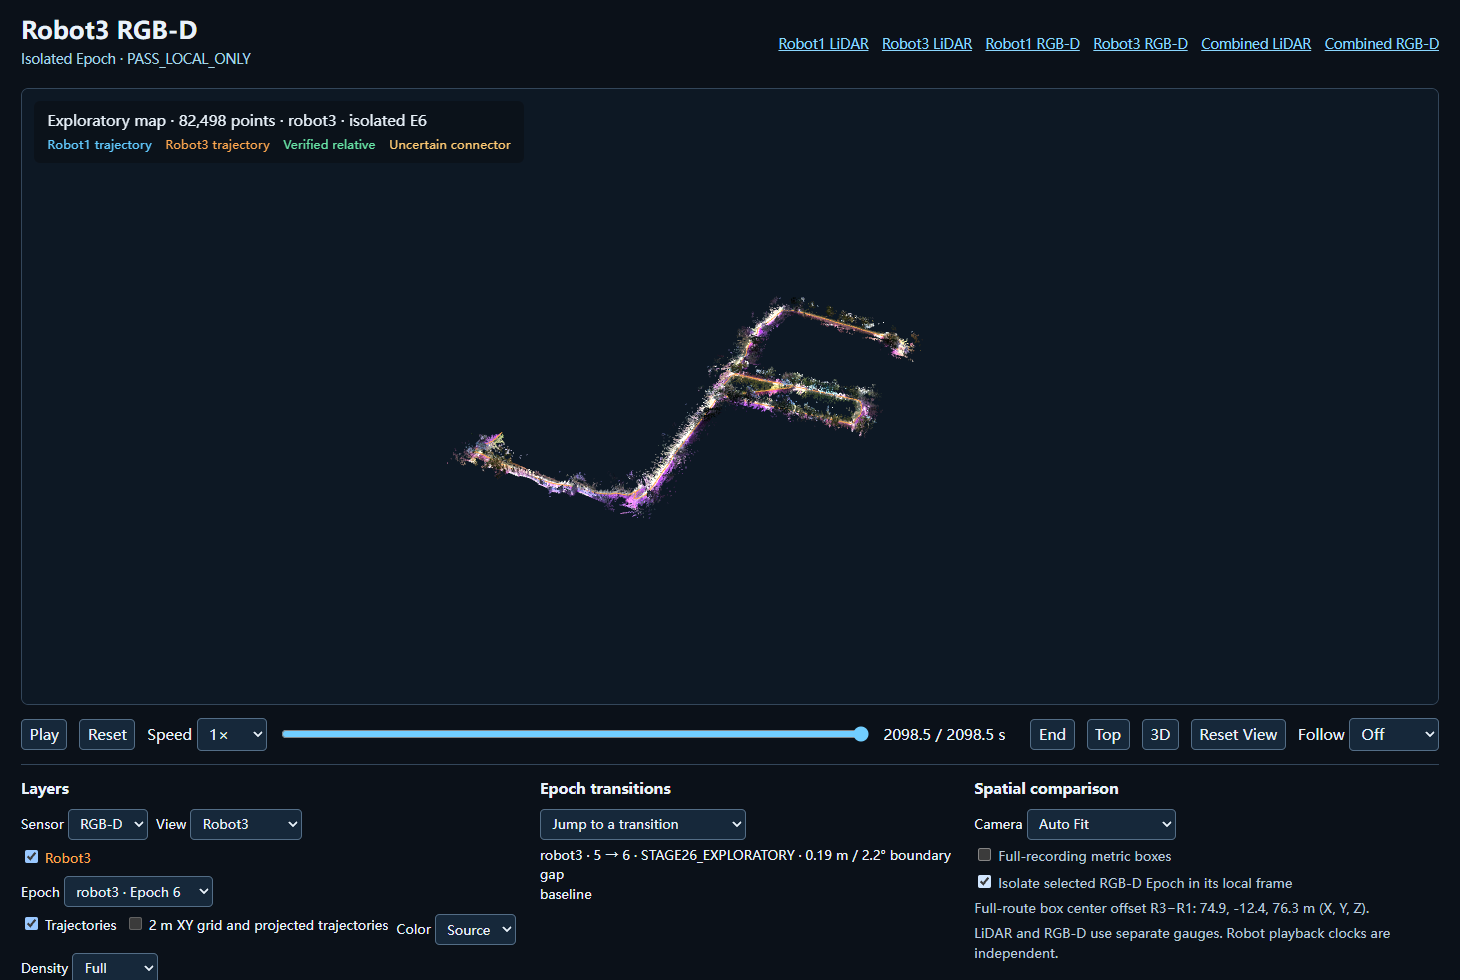 Robot3 RGB-D
Isolated Epoch · PASS_LOCAL_ONLY
Robot1 LiDAR Robot3 LiDAR Robot1 RGB-D Robot3 RGB-D Combined LiDAR Combined RGB-D
Exploratory map · 82,498 points · robot3 · isolated E6
Robot1 trajectory Robot3 trajectory Verified relative Uncertain connector
Play Reset Speed 1× 2098.5 / 2098.5 s End Top 3D Reset View Follow Off
Layers
Sensor RGB-D View Robot3
Robot3
Epoch robot3 · Epoch 6
Trajectories 2 m XY grid and projected trajectories Color Source
Density Full
Epoch transitions
Jump to a transition
robot3 · 5 → 6 · STAGE26_EXPLORATORY · 0.19 m / 2.2° boundary
gap
baseline
Spatial comparison
Camera Auto Fit
Full-recording metric boxes
Isolate selected RGB-D Epoch in its local frame
Full-route box center offset R3−R1: 74.9, -12.4, 76.3 m (X, Y, Z).
LiDAR and RGB-D use separate gauges. Robot playback clocks are
independent.